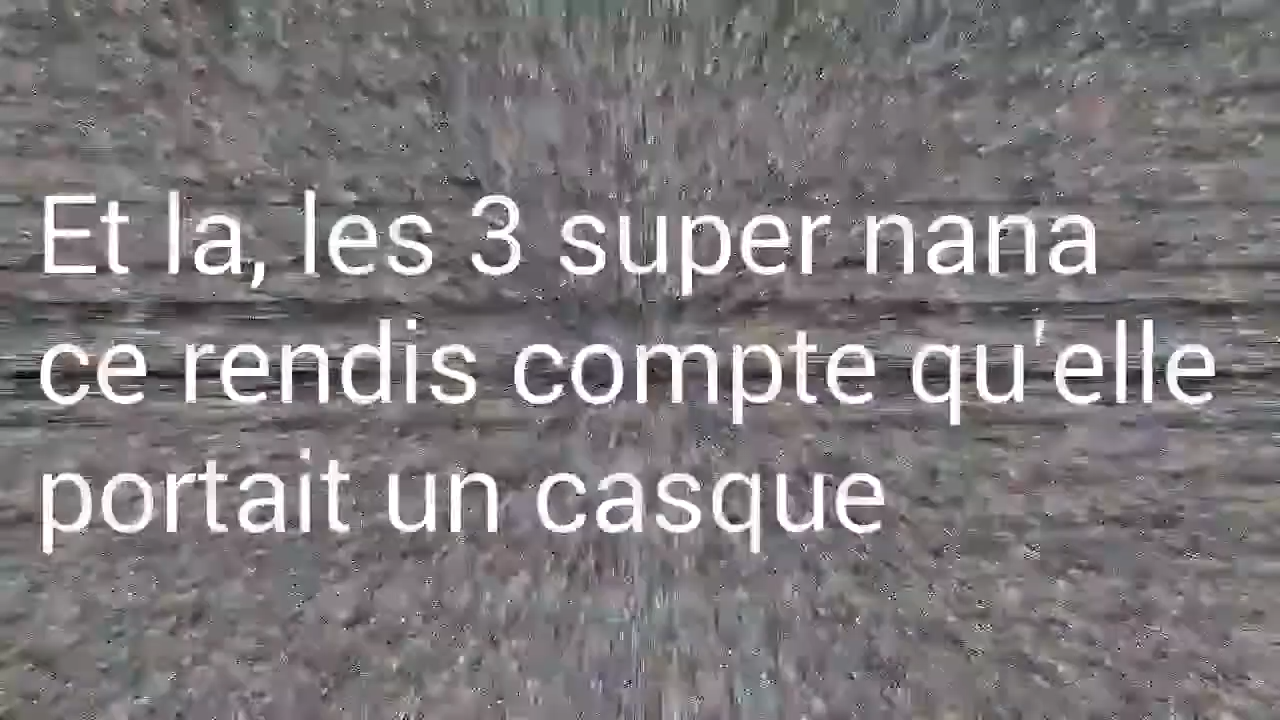 Et la, les 3 super nana
ce rendis compte qu'elle
portait un casque